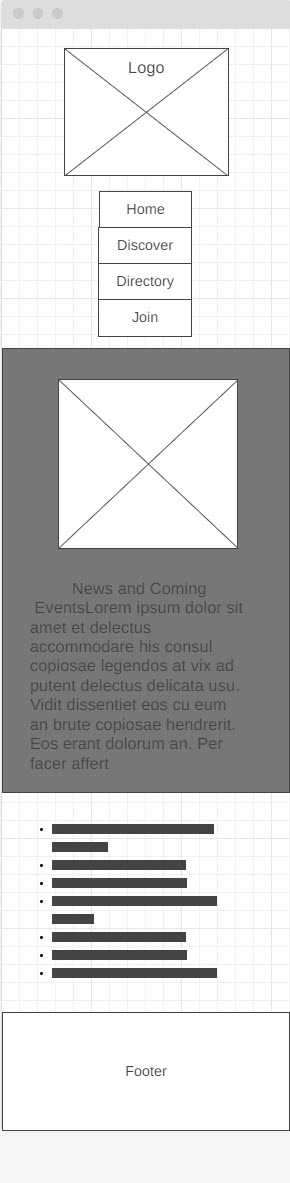 Logo
Home
Discover
Directory
Join
News and Coming
EventsLorem ipsum dolor sit
amet et delectus
accommodare his consul
copiosae legendos at vix ad
putent delectus delicata usu.
Vidit dissentiet eos cu eum
an brute copiosae hendrerit.
Eos erant dolorum an. Per
facer affert
Footer